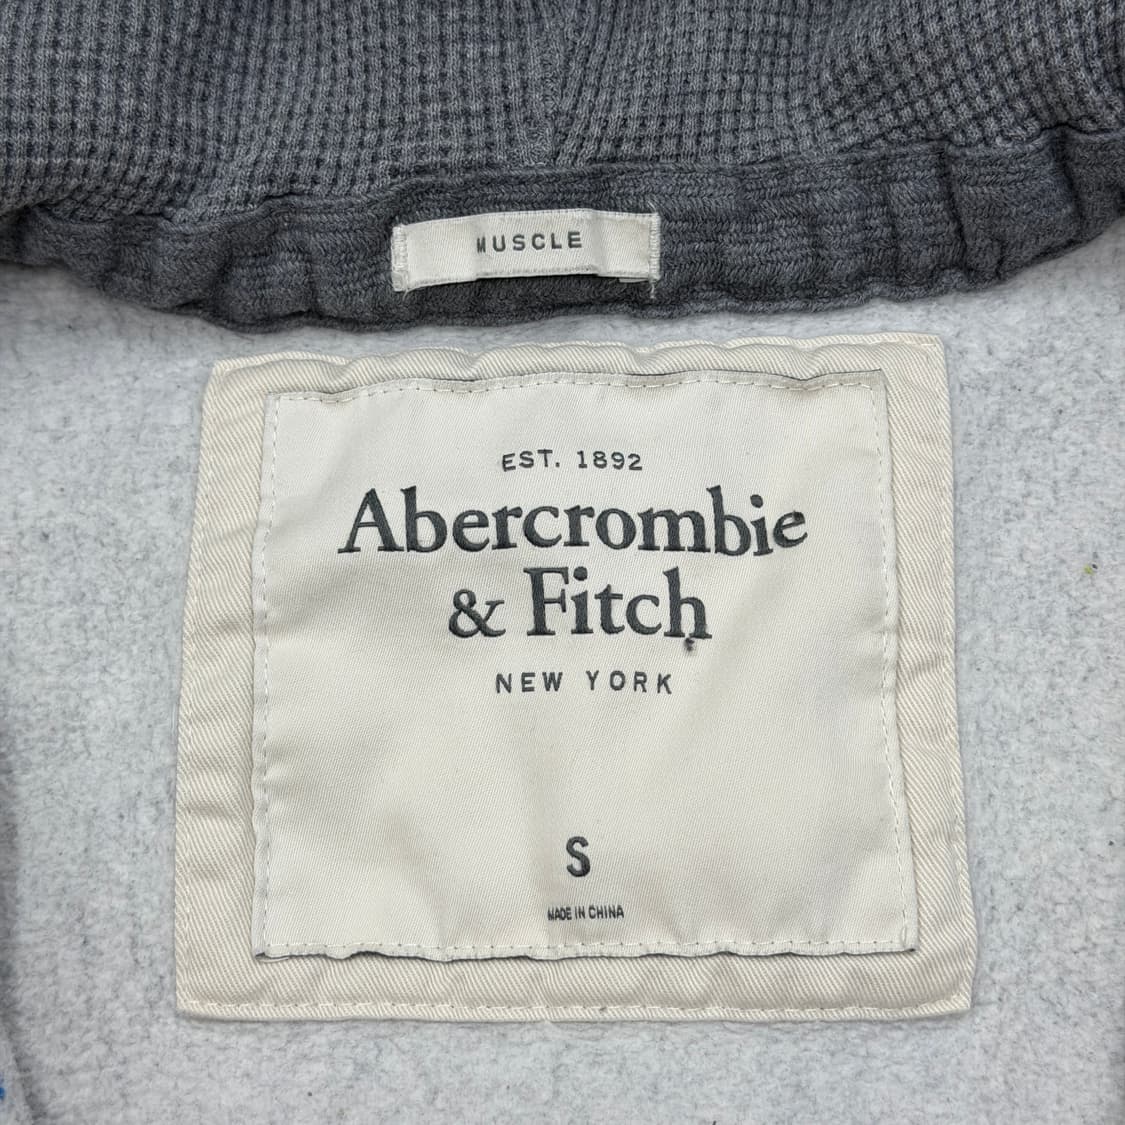 MUSCLE
EST. 1892
Abercrombie
& Fitch
NEW YORK
S
MADE IN CHINA